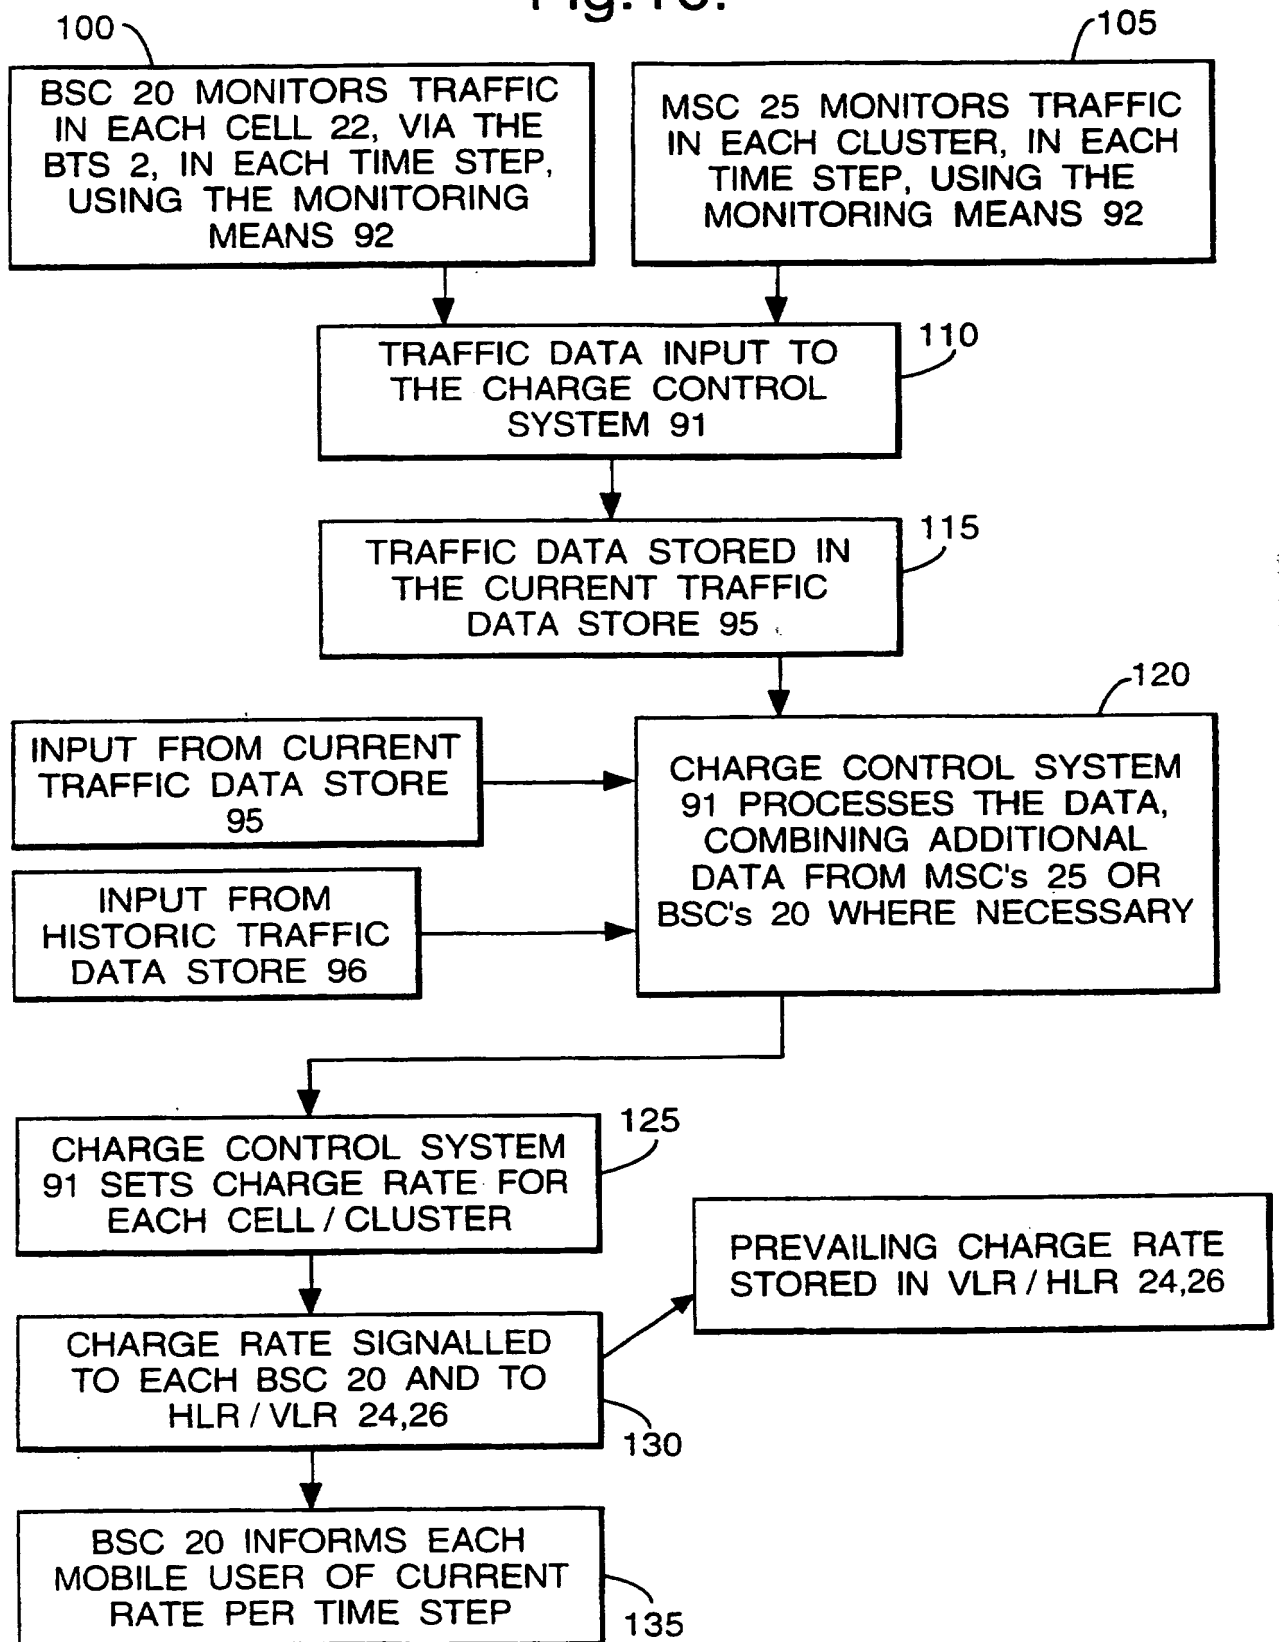 100
105
BSC 20 MONITORS TRAFFIC
IN EACH CELL 22, VIA THE
BTS 2, IN EACH TIME STEP,
USING THE MONITORING
MEANS 92
MSC 25 MONITORS TRAFFIC
IN EACH CLUSTER, IN EACH
TIME STEP, USING THE
MONITORING MEANS 92
TRAFFIC DATA INPUT TO
THE CHARGE CONTROL
SYSTEM 91
110
TRAFFIC DATA STORED IN
THE CURRENT TRAFFIC
DATA STORE 95
115
120
INPUT FROM CURRENT
TRAFFIC DATA STORE
95
CHARGE CONTROL SYSTEM
91 PROCESSES THE DATA,
COMBINING ADDITIONAL
DATA FROM MSC's 25 OR
BSC's 20 WHERE NECESSARY
INPUT FROM
HISTORIC TRAFFIC
DATA STORE 96
CHARGE CONTROL SYSTEM
91 SETS CHARGE RATE FOR
EACH CELL / CLUSTER
125
PREVAILING CHARGE RATE
STORED IN VLR / HLR 24,26
CHARGE RATE SIGNALLED
TO EACH BSC 20 AND TO
HLR / VLR 24,26
130
BSC 20 INFORMS EACH
MOBILE USER OF CURRENT
RATE PER TIME STEP
135